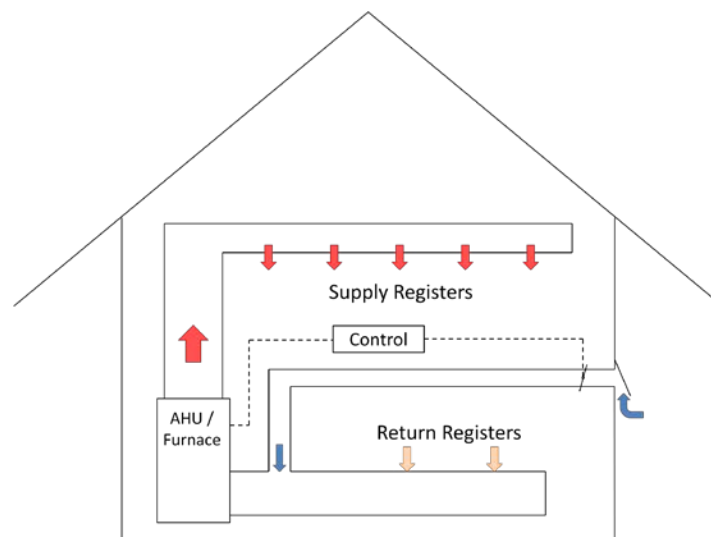 Supply Registers
Control
AHU /
Furnace
Return Registers